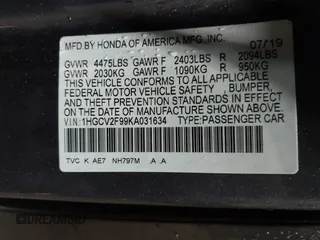 MFD.BY HONDA OF AMERICA MFG.,INC. 07/19
GVWR 4475LBS GAWR F 2403LBS R 2094LBS
GVWR 2030KG GAWR F 1090KG R 950KG
THIS VEHICLE CONFORMS TO ALL APPLICABLE
FEDERAL MOTOR VEHICLE SAFETY , BUMPER,
AND THEFT PREVENTION STANDARDS IN EFFECT
ON THE DATE OF MANUFACTURE SHOWN ABOVE.
VIN:1HGCV2F99KA031634 TYPE:PASSENGER CAR
TVC K AE7 NH797M .A .A